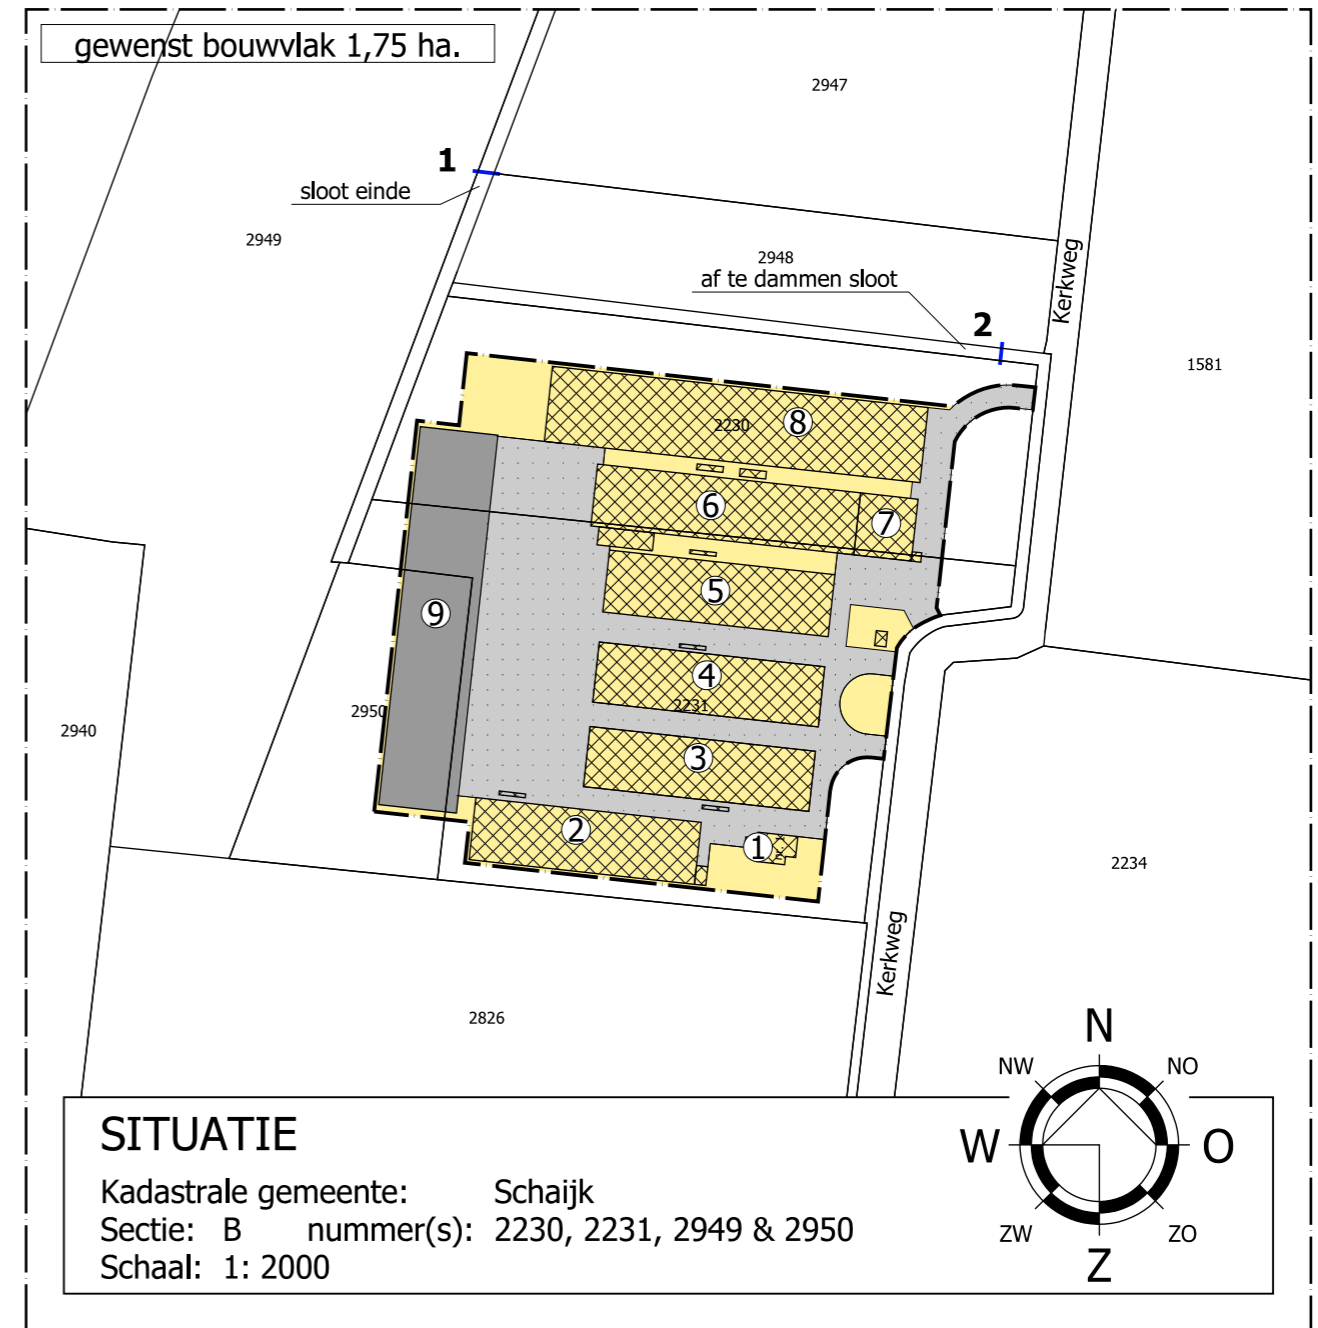 gewenst bouwvlak 1,75 ha.
2947
1
sloot einde
2949
2948
af te dammen sloot
2
Kerkweg
1581
8
2230
6
7
5
9
4
2231
2950
2940
3
2
1
2234
Kerkweg
2826
N
NW
NO
W
O
ZW
ZO
Z
SITUATIE
Kadastrale gemeente: Schaijk
Sectie: B nummer(s): 2230, 2231, 2949 & 2950
Schaal: 1: 2000